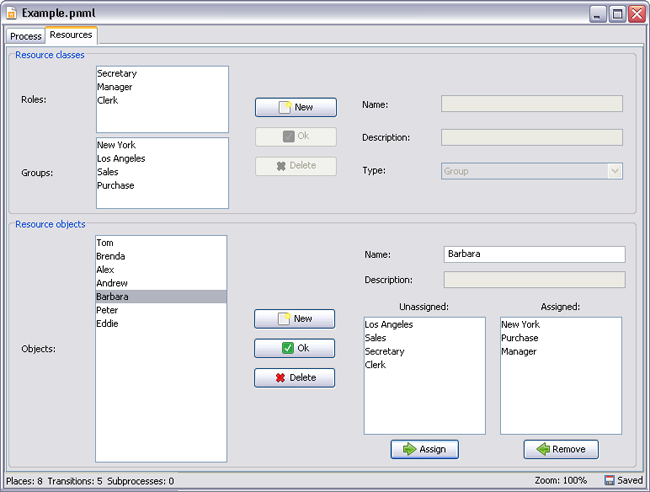 Example.pnml
Process Resources
Resource classes
Roles:
Secretary
Manager
Clerk
Groups:
New York
Los Angeles
Sales
Purchase
New
Ok
Delete
Name:
Description:
Type: Group
Resource objects
Objects:
Tom
Brenda
Alex
Andrew
Barbara
Peter
Eddie
New
Ok
Delete
Name: Barbara
Description:
Unassigned:
Los Angeles
Sales
Secretary
Clerk
Assign
Assigned:
New York
Purchase
Manager
Remove
Places: 8 Transitions: 5 Subprocesses: 0 Zoom: 100% Saved